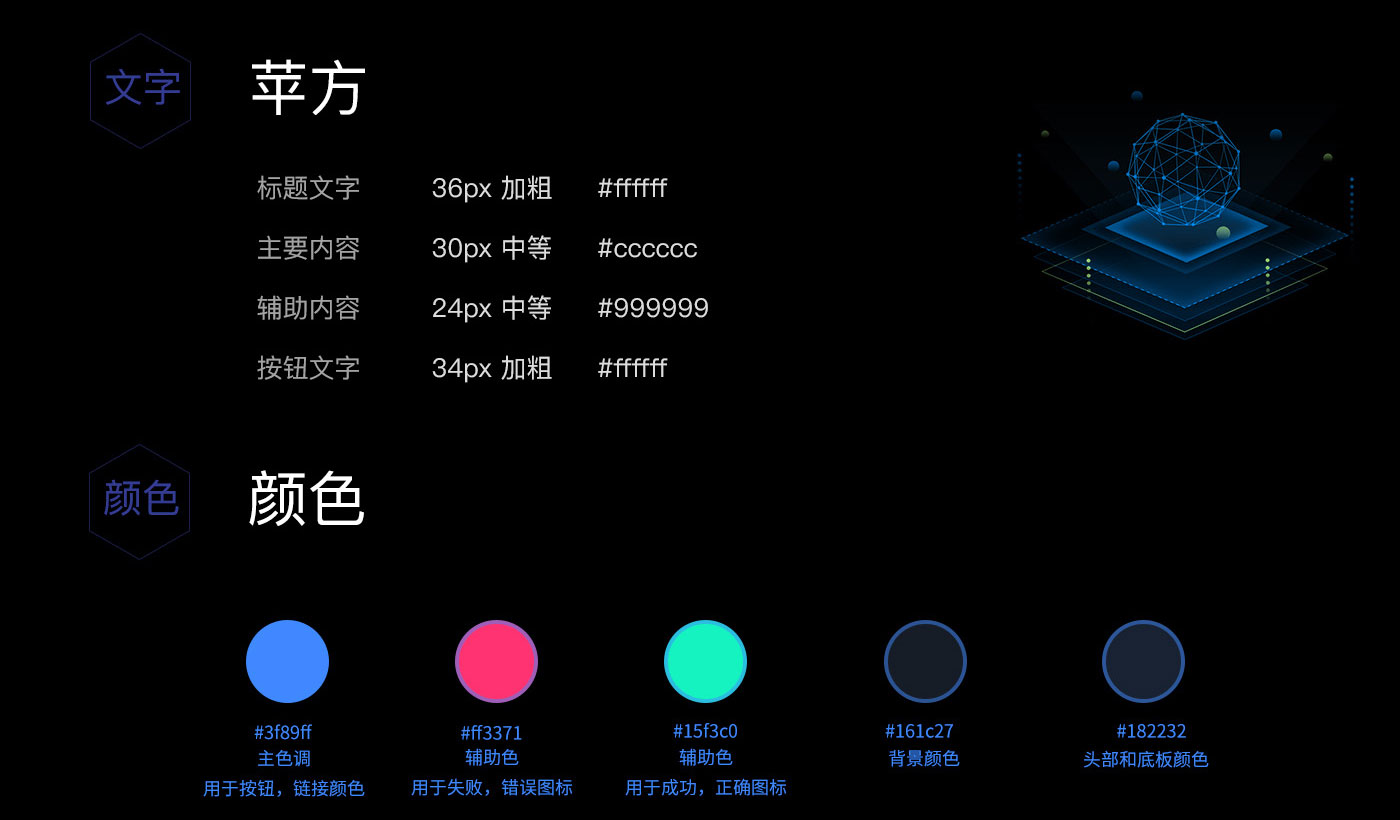 文字
苹方
标题文字 36px 加粗 #ffffff
主要内容 30px 中等 #cccccc
辅助内容 24px 中等 #999999
按钮文字 34px 加粗 #ffffff
颜色
颜色
#3f89ff
主色调
用于按钮，链接颜色
#ff3371
辅助色
用于失败，错误图标
#15f3c0
辅助色
用于成功，正确图标
#161c27
背景颜色
#182232
头部和底板颜色